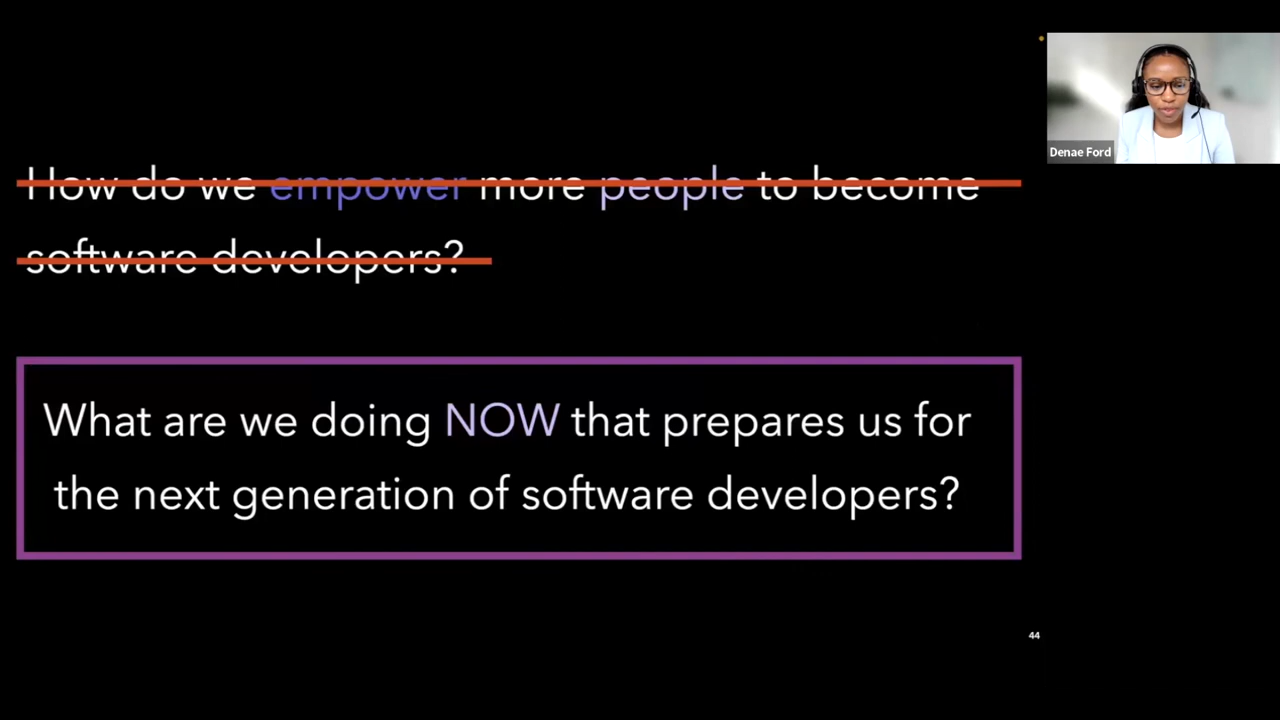 How do we empower more people to become
software developers?
What are we doing NOW that prepares us for
the next generation of software developers?
Denae Ford
44